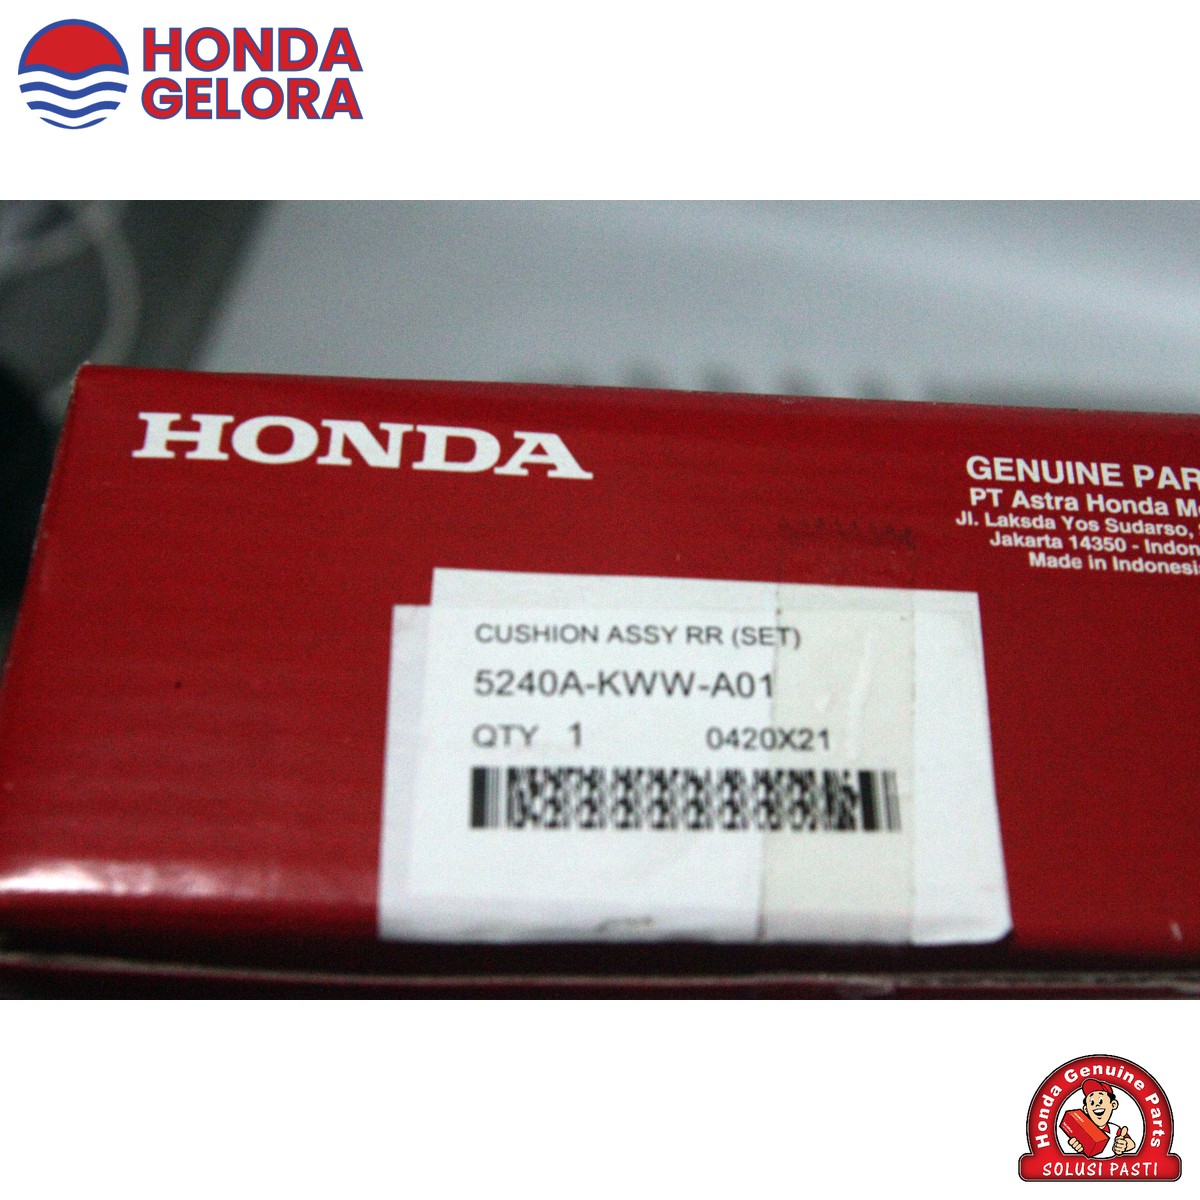 HONDA
GELORA
HONDA
GENUINE PAR
PT Astra Honda M
Jl. Laksda Yos Sudarso,
Jakarta 14350 - Indon
Made in Indonesia
CUSHION ASSY RR (SET)
5240A-KWW-A01
QTY 1 0420X21
Honda Genuine Parts
SOLUSI PASTI